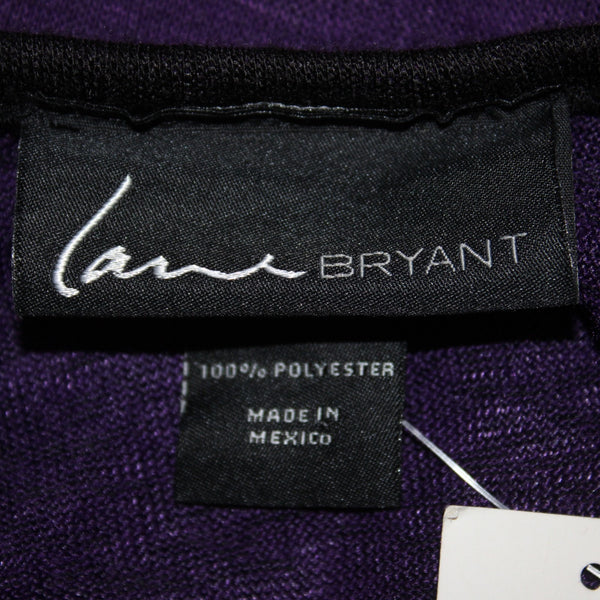 Lane BRYANT
100% POLYESTER
MADE IN
MEXICO